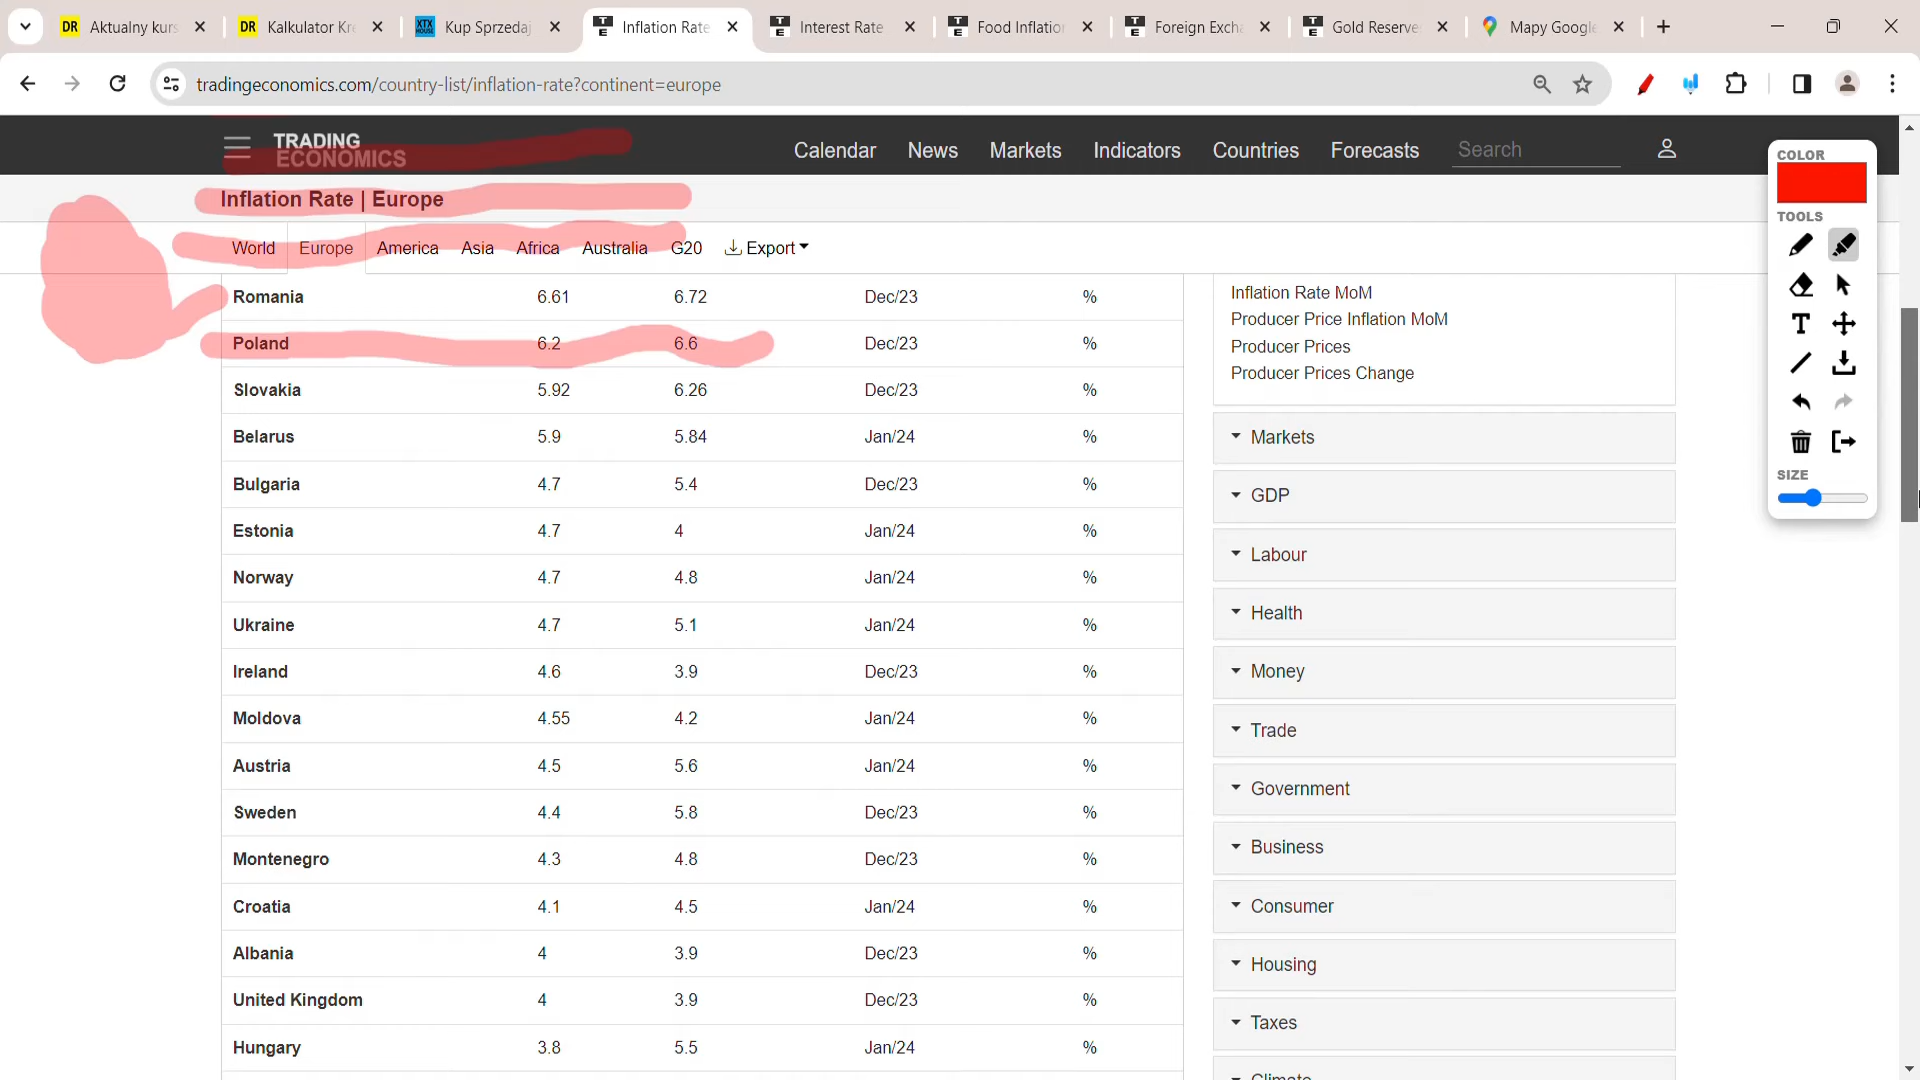 Aktualny kurs
Kalkulator Kre
Kup Sprzedaj
Inflation Rate
Interest Rate
Food Inflation
Foreign Excha
Gold Reserve
Mapy Google
tradingeconomics.com/country-list/inflation-rate?continent=europe
TRADING
ECONOMICS
Calendar News Markets Indicators Countries Forecasts Search
Inflation Rate | Europe
World Europe America Asia Africa Australia G20 Export
Romania 6.61 6.72 Dec/23 %
Poland 6.2 6.6 Dec/23 %
Slovakia 5.92 6.26 Dec/23 %
Belarus 5.9 5.84 Jan/24 %
Bulgaria 4.7 5.4 Dec/23 %
Estonia 4.7 4 Jan/24 %
Norway 4.7 4.8 Jan/24 %
Ukraine 4.7 5.1 Jan/24 %
Ireland 4.6 3.9 Dec/23 %
Moldova 4.55 4.2 Jan/24 %
Austria 4.5 5.6 Jan/24 %
Sweden 4.4 5.8 Dec/23 %
Montenegro 4.3 4.8 Dec/23 %
Croatia 4.1 4.5 Jan/24 %
Albania 4 3.9 Dec/23 %
United Kingdom 4 3.9 Dec/23 %
Hungary 3.8 5.5 Jan/24 %
Inflation Rate MoM
Producer Price Inflation MoM
Producer Prices
Producer Prices Change
Markets
GDP
Labour
Health
Money
Trade
Government
Business
Consumer
Housing
Taxes
Climate
COLOR
TOOLS
SIZE